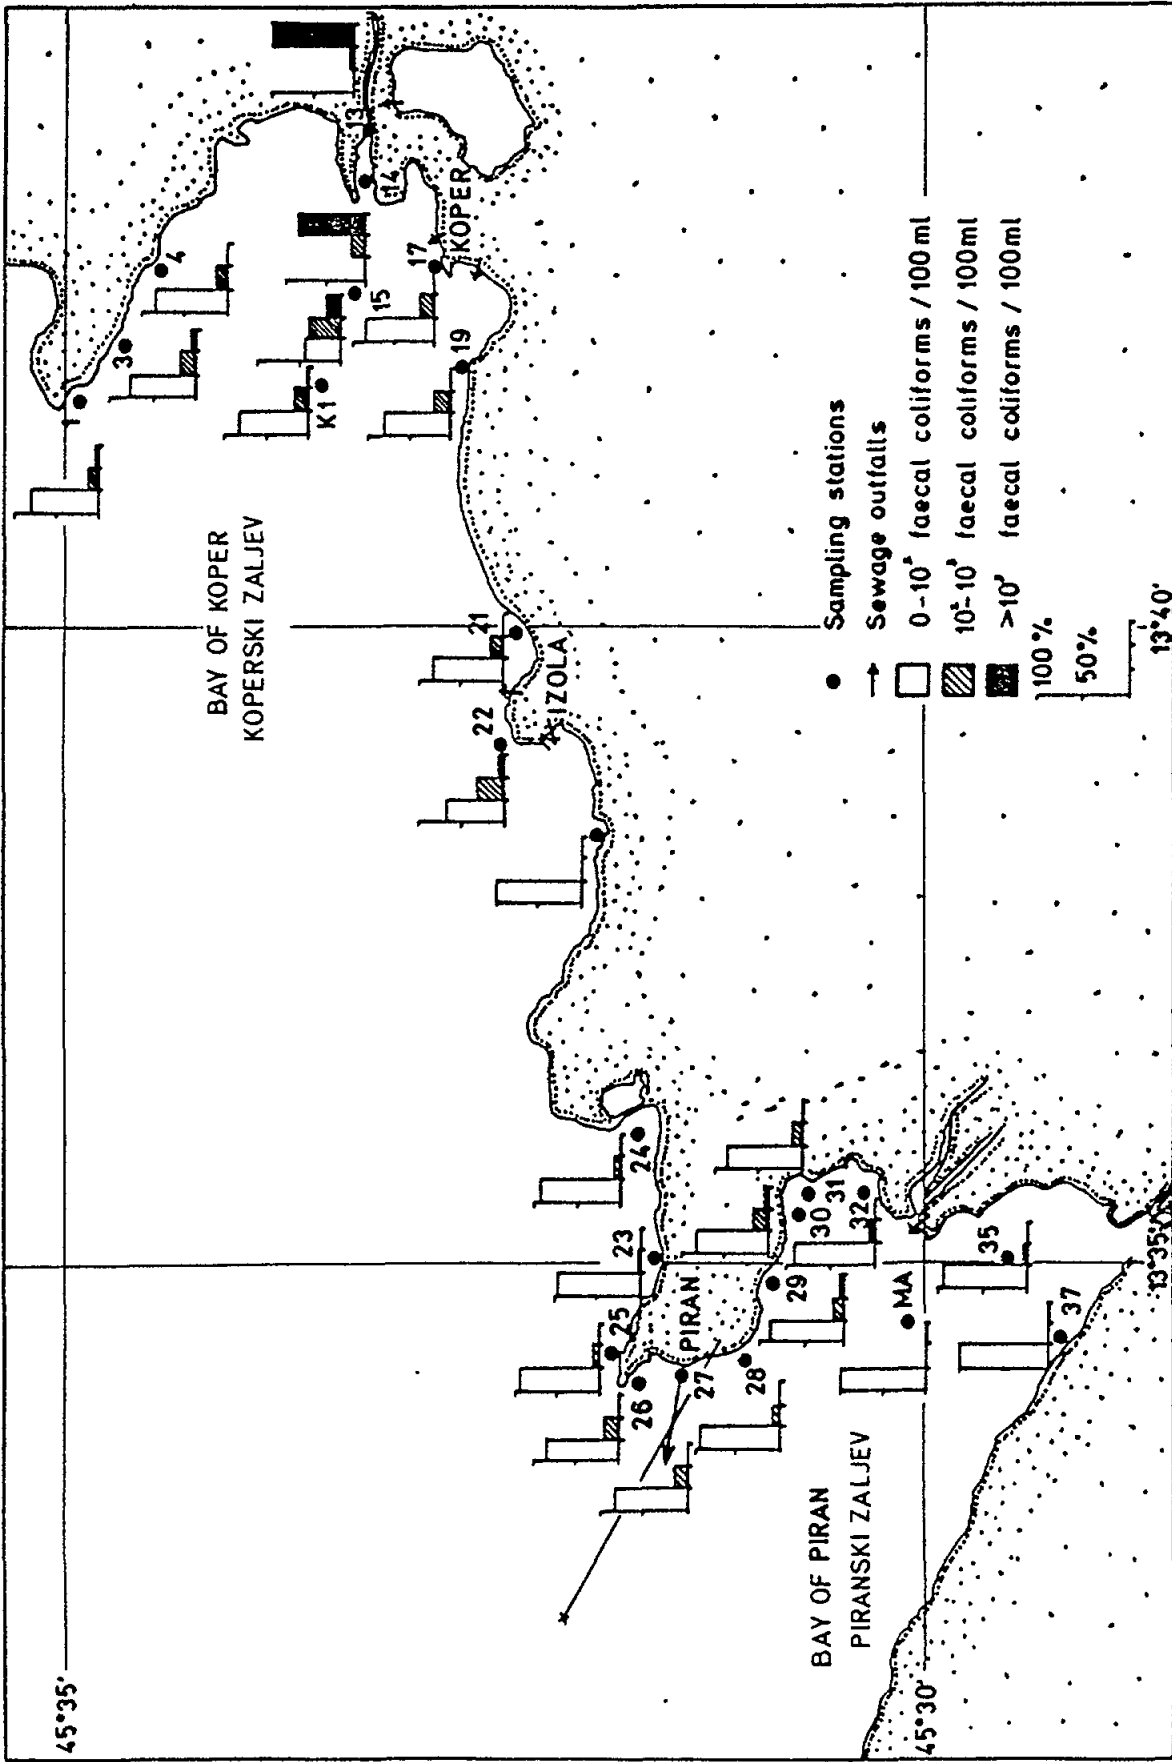 45°35'
45°30'
BAY OF KOPER
KOPERSKI ZALJEV
BAY OF PIRAN
PIRANSKI ZALJEV
KOPER
IZOLA
PIRAN
1
3
4
13
14
15
K1
17
19
21
22
23
24
25
26
27
28
29
30
31
32
MA
35
37
Sampling stations
Sewage outfalls
0-10² faecal coliforms / 100ml
10²-10³ faecal coliforms / 100ml
>10³ faecal coliforms / 100ml
100%
50%
13°40'
13°35'